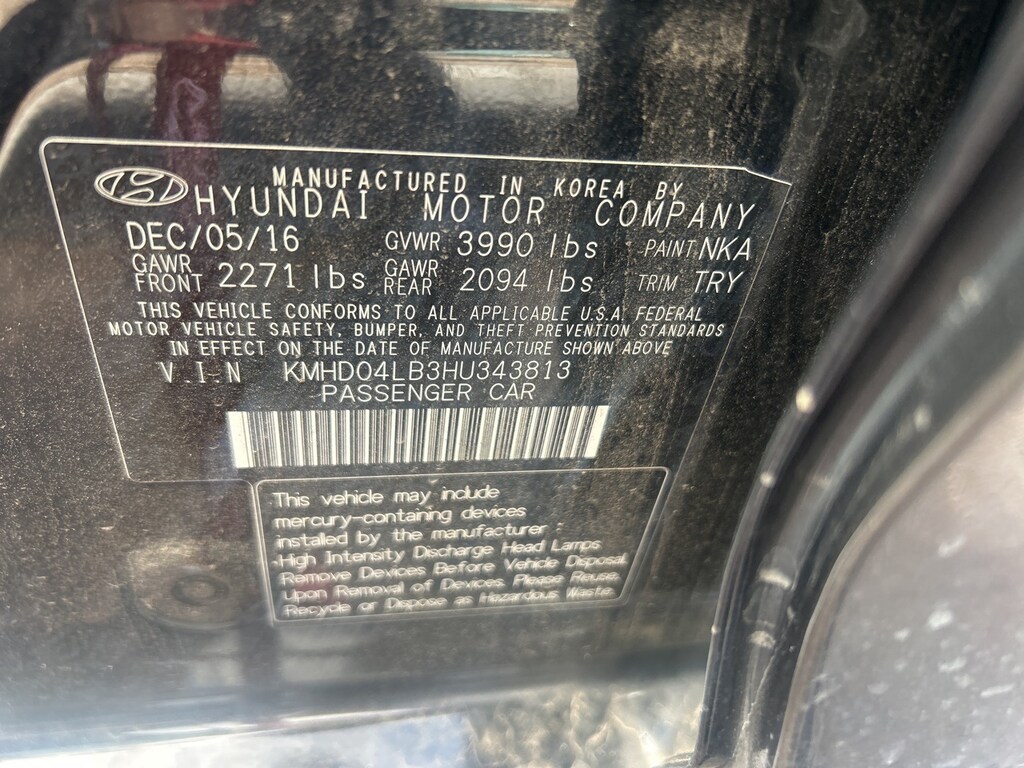 MANUFACTURED IN KOREA BY
HYUNDAI MOTOR COMPANY
DEC/05/16 GVWR 3990 lbs PAINT NKA
GAWR FRONT 2271 lbs GAWR REAR 2094 lbs TRIM TRY
THIS VEHICLE CONFORMS TO ALL APPLICABLE U.S.A. FEDERAL
MOTOR VEHICLE SAFETY, BUMPER, AND THEFT PREVENTION STANDARDS
IN EFFECT ON THE DATE OF MANUFACTURE SHOWN ABOVE
V.I.N KMHD04LB3HU343813
PASSENGER CAR
This vehicle may include
mercury-containing devices
installed by the manufacturer :
·High Intensity Discharge Head Lamps
Remove Devices Before Vehicle Disposal
Upon Removal of Devices, Please Reuse,
Recycle or Dispose as Hazardous Waste.